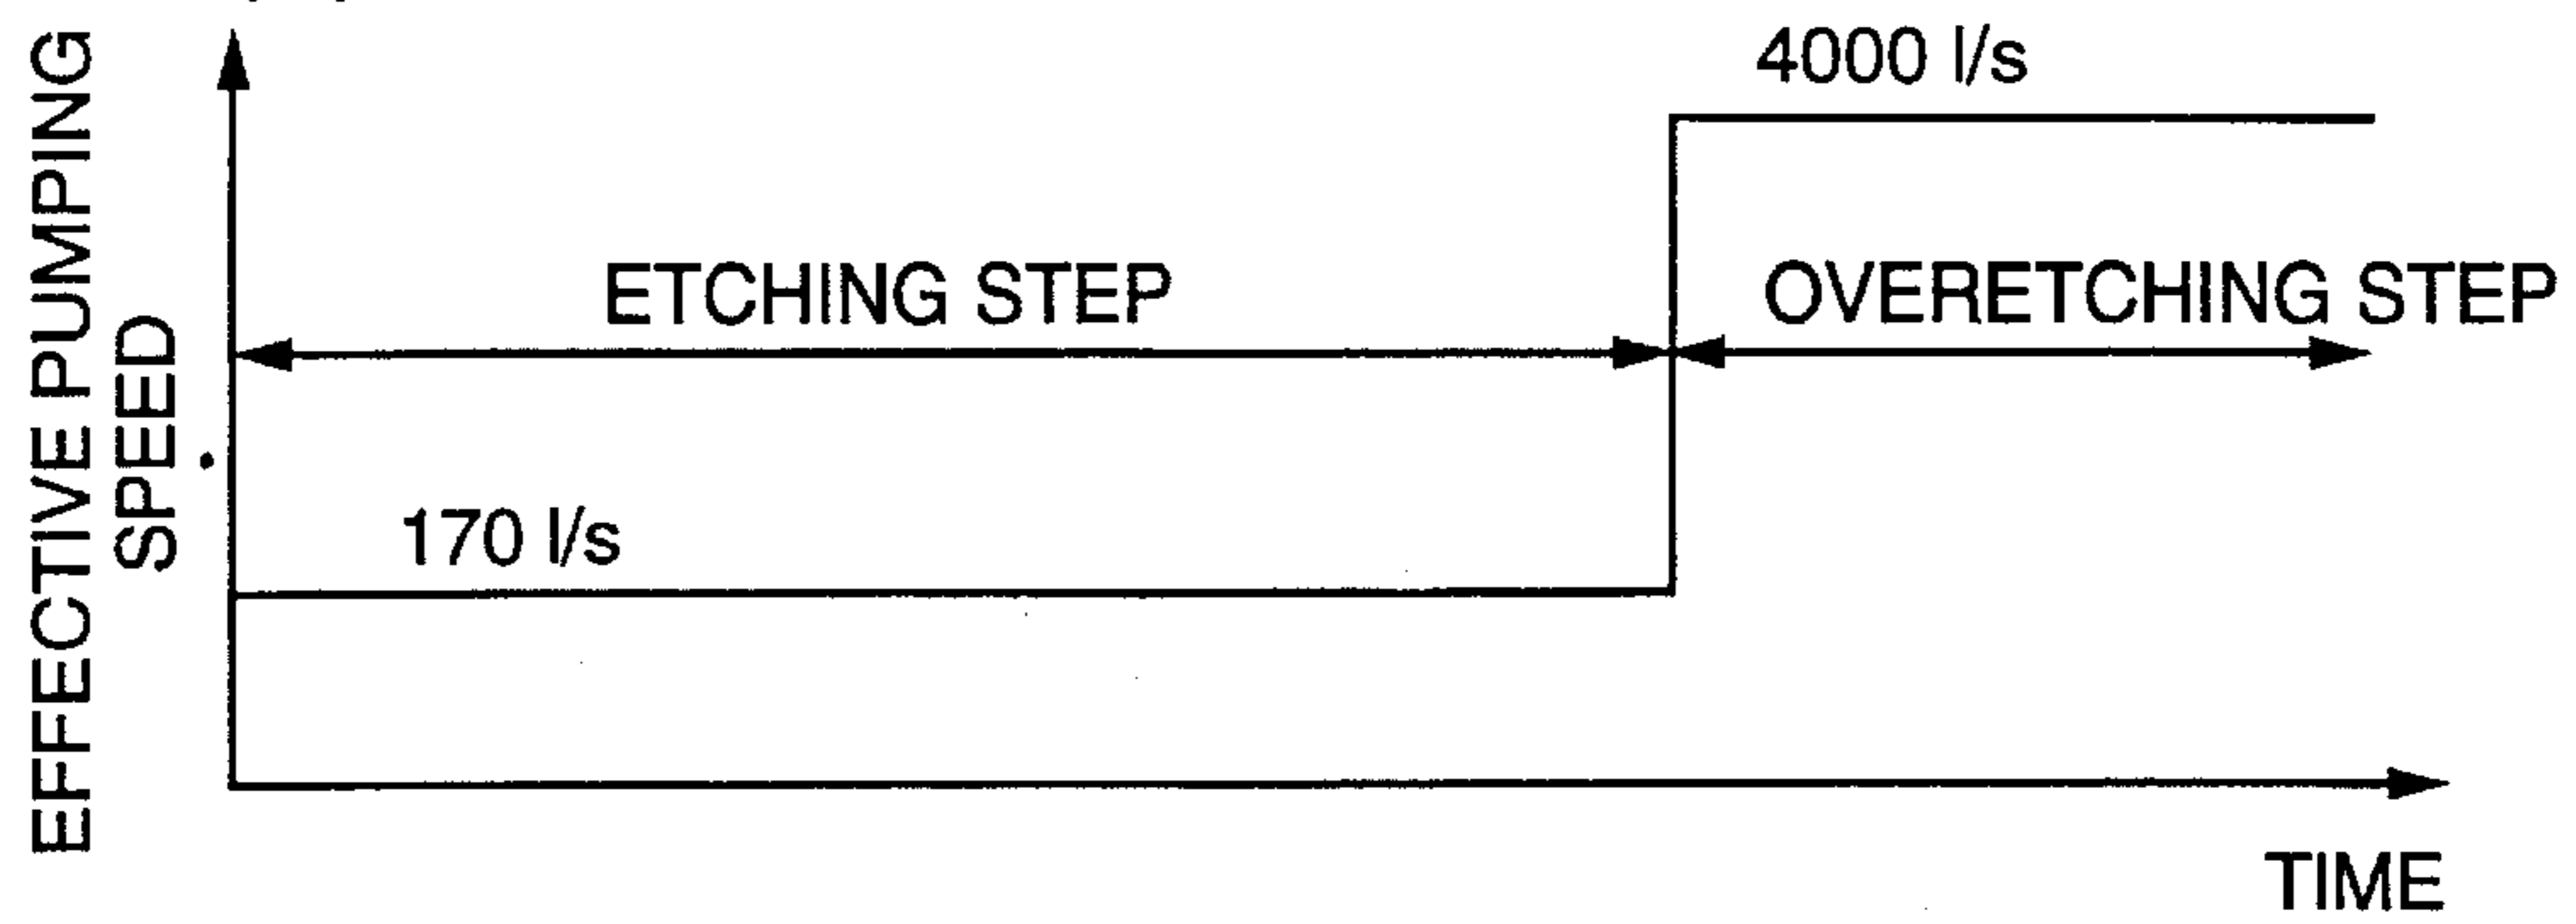 EFFECTIVE PUMPING
SPEED
4000 l/s
ETCHING STEP
OVERETCHING STEP
170 l/s
TIME